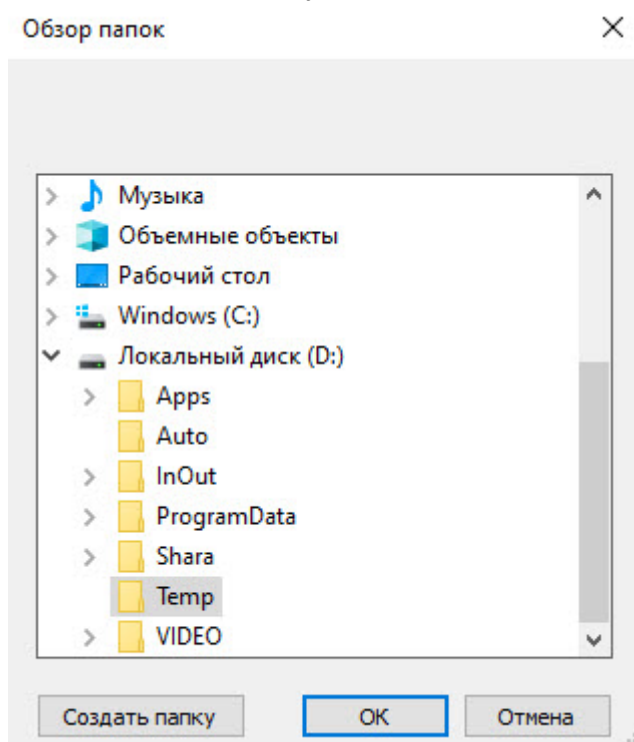 Обзор папок
Музыка
Объемные объекты
Рабочий стол
Windows (C:)
Локальный диск (D:)
Apps
Auto
InOut
ProgramData
Shara
Temp
VIDEO
Создать папку ОК Отмена